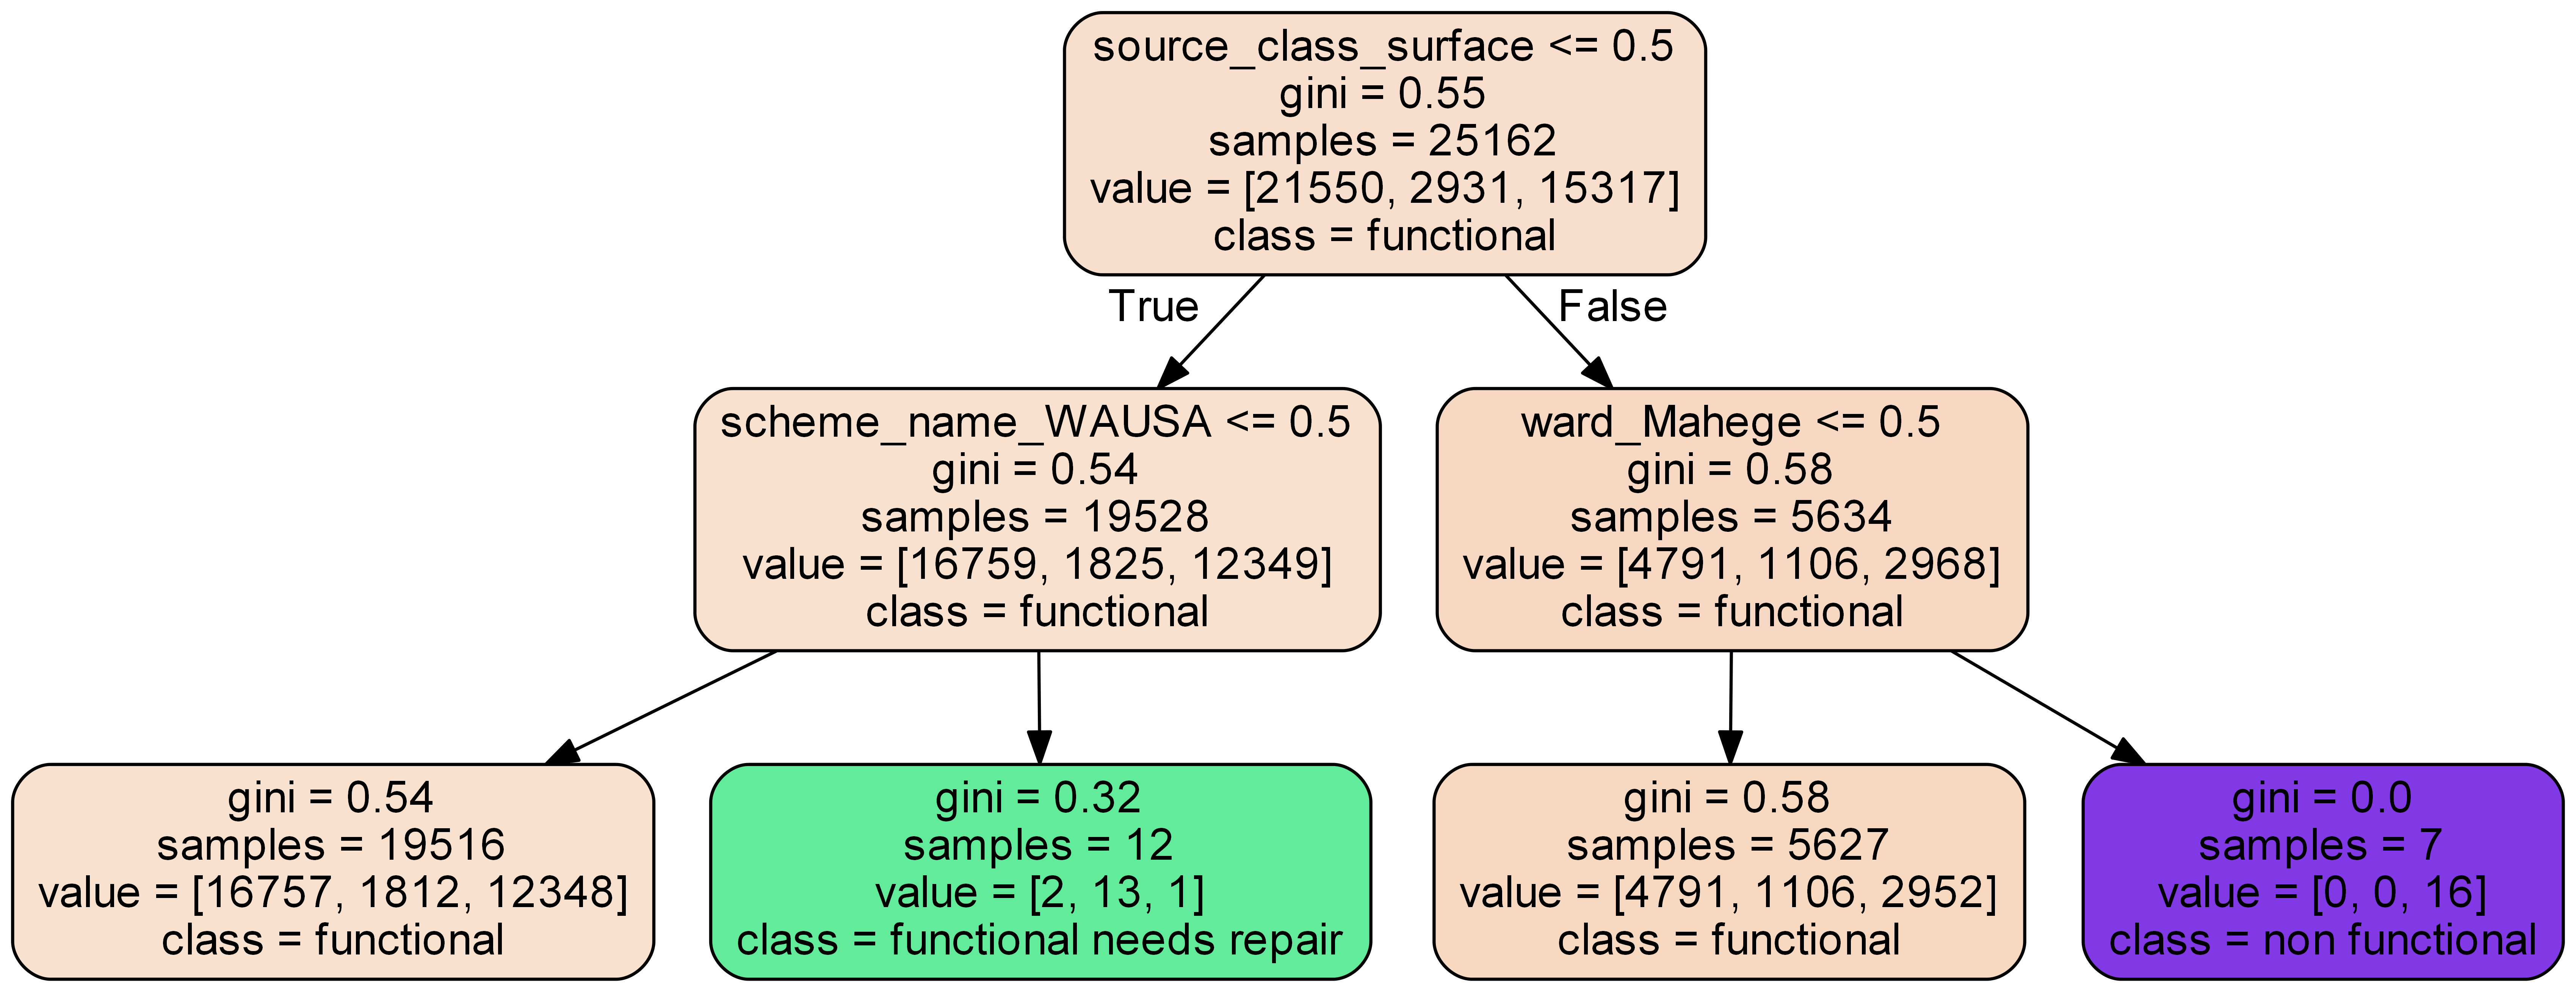 source_class_surface <= 0.5
gini = 0.55
samples = 25162
value = [21550, 2931, 15317]
class = functional
True
False
scheme_name_WAUSA <= 0.5
gini = 0.54
samples = 19528
value = [16759, 1825, 12349]
class = functional
ward_Mahege <= 0.5
gini = 0.58
samples = 5634
value = [4791, 1106, 2968]
class = functional
gini = 0.54
samples = 19516
value = [16757, 1812, 12348]
class = functional
gini = 0.32
samples = 12
value = [2, 13, 1]
class = functional needs repair
gini = 0.58
samples = 5627
value = [4791, 1106, 2952]
class = functional
gini = 0.0
samples = 7
value = [0, 0, 16]
class = non functional